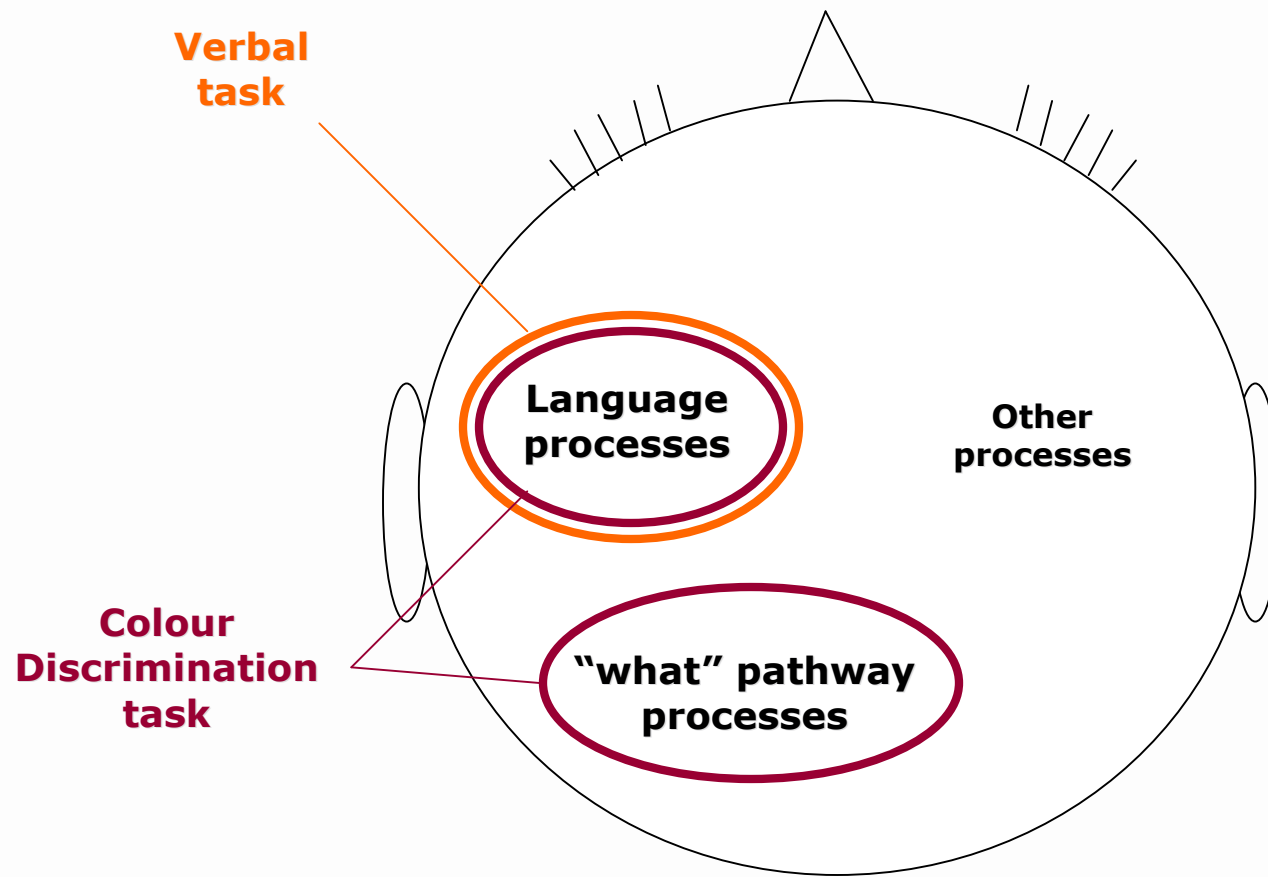 Verbal
task
Language
processes
Other
processes
Colour
Discrimination
task
“what” pathway
processes